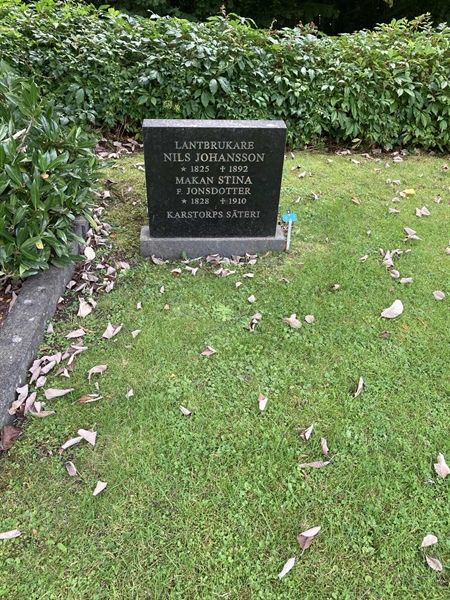 LANTBRUKARE
NILS JOHANSSON
* 1825 ✝ 1892
MAKAN STINA
F. JONSDOTTER
* 1828 ✝ 1910
KARSTORPS SÄTERI